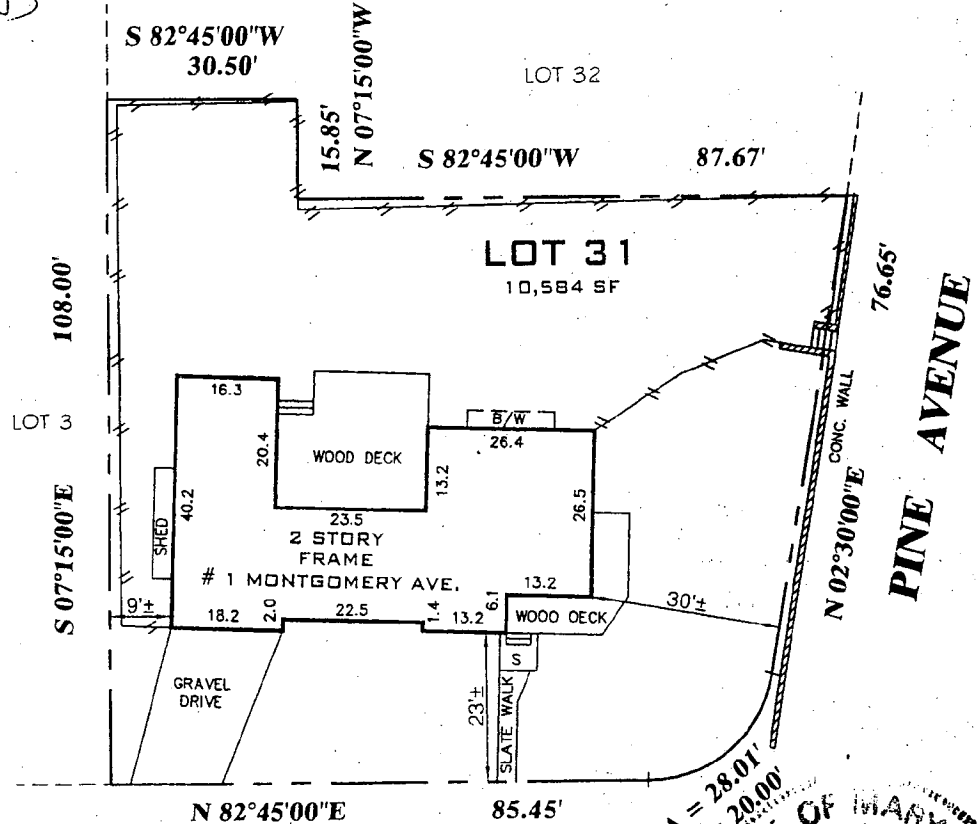 S 82°45'00"W
30.50'
15.85'
N 07°15'00"W
LOT 32
S 82°45'00"W 87.67'
LOT 31
10,584 SF
76.65'
PINE AVENUE
108.00'
LOT 3
S 07°15'00"E
16.3
20.4
WOOD DECK
B/W
26.4
13.2
CONC. WALL
40.2
SHED
23.5
26.5
2 STORY
FRAME
# 1 MONTGOMERY AVE.
N 02°30'00"E
9'±
18.2
2.0
22.5
1.4
13.2
6.1
13.2
WOOD DECK
30'±
GRAVEL
DRIVE
23'±
S
SLATE WALK
N 82°45'00"E 85.45'
= 28.01'
20.00'
OF MARY